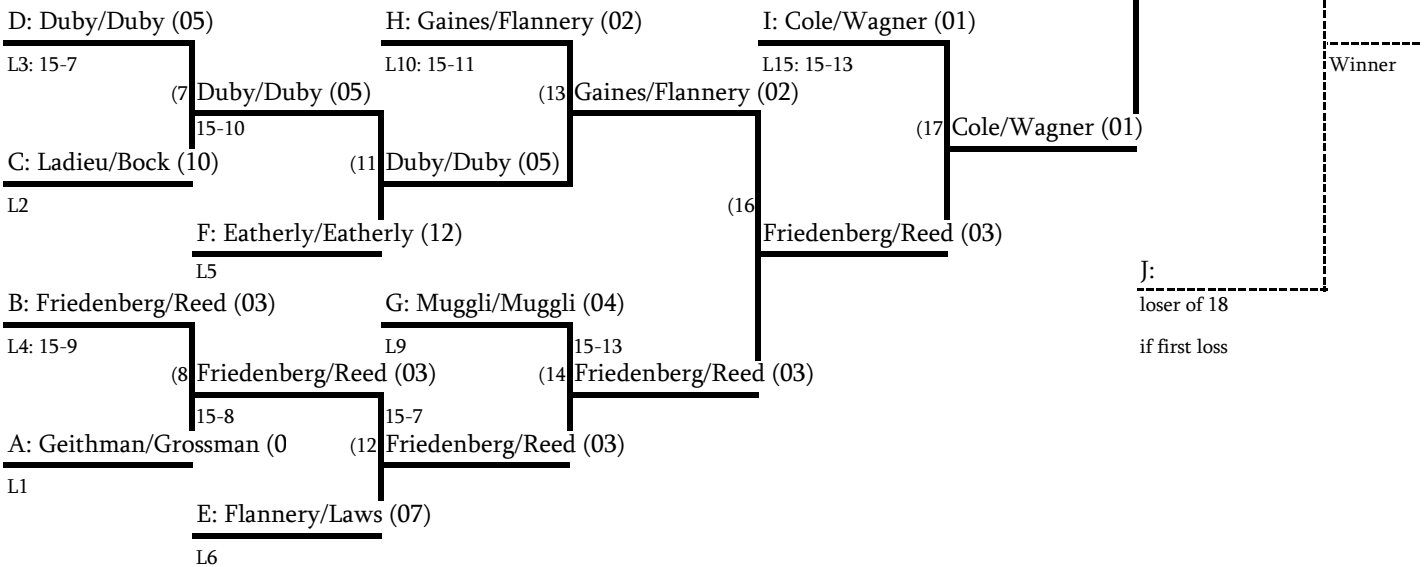 D: Duby/Duby (05)
H: Gaines/Flannery (02)
I: Cole/Wagner (01)
L3: 15-7
L10: 15-11
L15: 15-13
Winner
(7
Duby/Duby (05)
(13
Gaines/Flannery (02)
15-10
(17
Cole/Wagner (01)
C: Ladieu/Bock (10)
(11
Duby/Duby (05)
L2
(16
F: Eatherly/Eatherly (12)
Friedenberg/Reed (03)
L5
J:
B: Friedenberg/Reed (03)
G: Muggli/Muggli (04)
loser of 18
L4: 15-9
L9
15-13
if first loss
(8
Friedenberg/Reed (03)
(14
Friedenberg/Reed (03)
15-8
15-7
A: Geithman/Grossman (0
(12
Friedenberg/Reed (03)
L1
E: Flannery/Laws (07)
L6